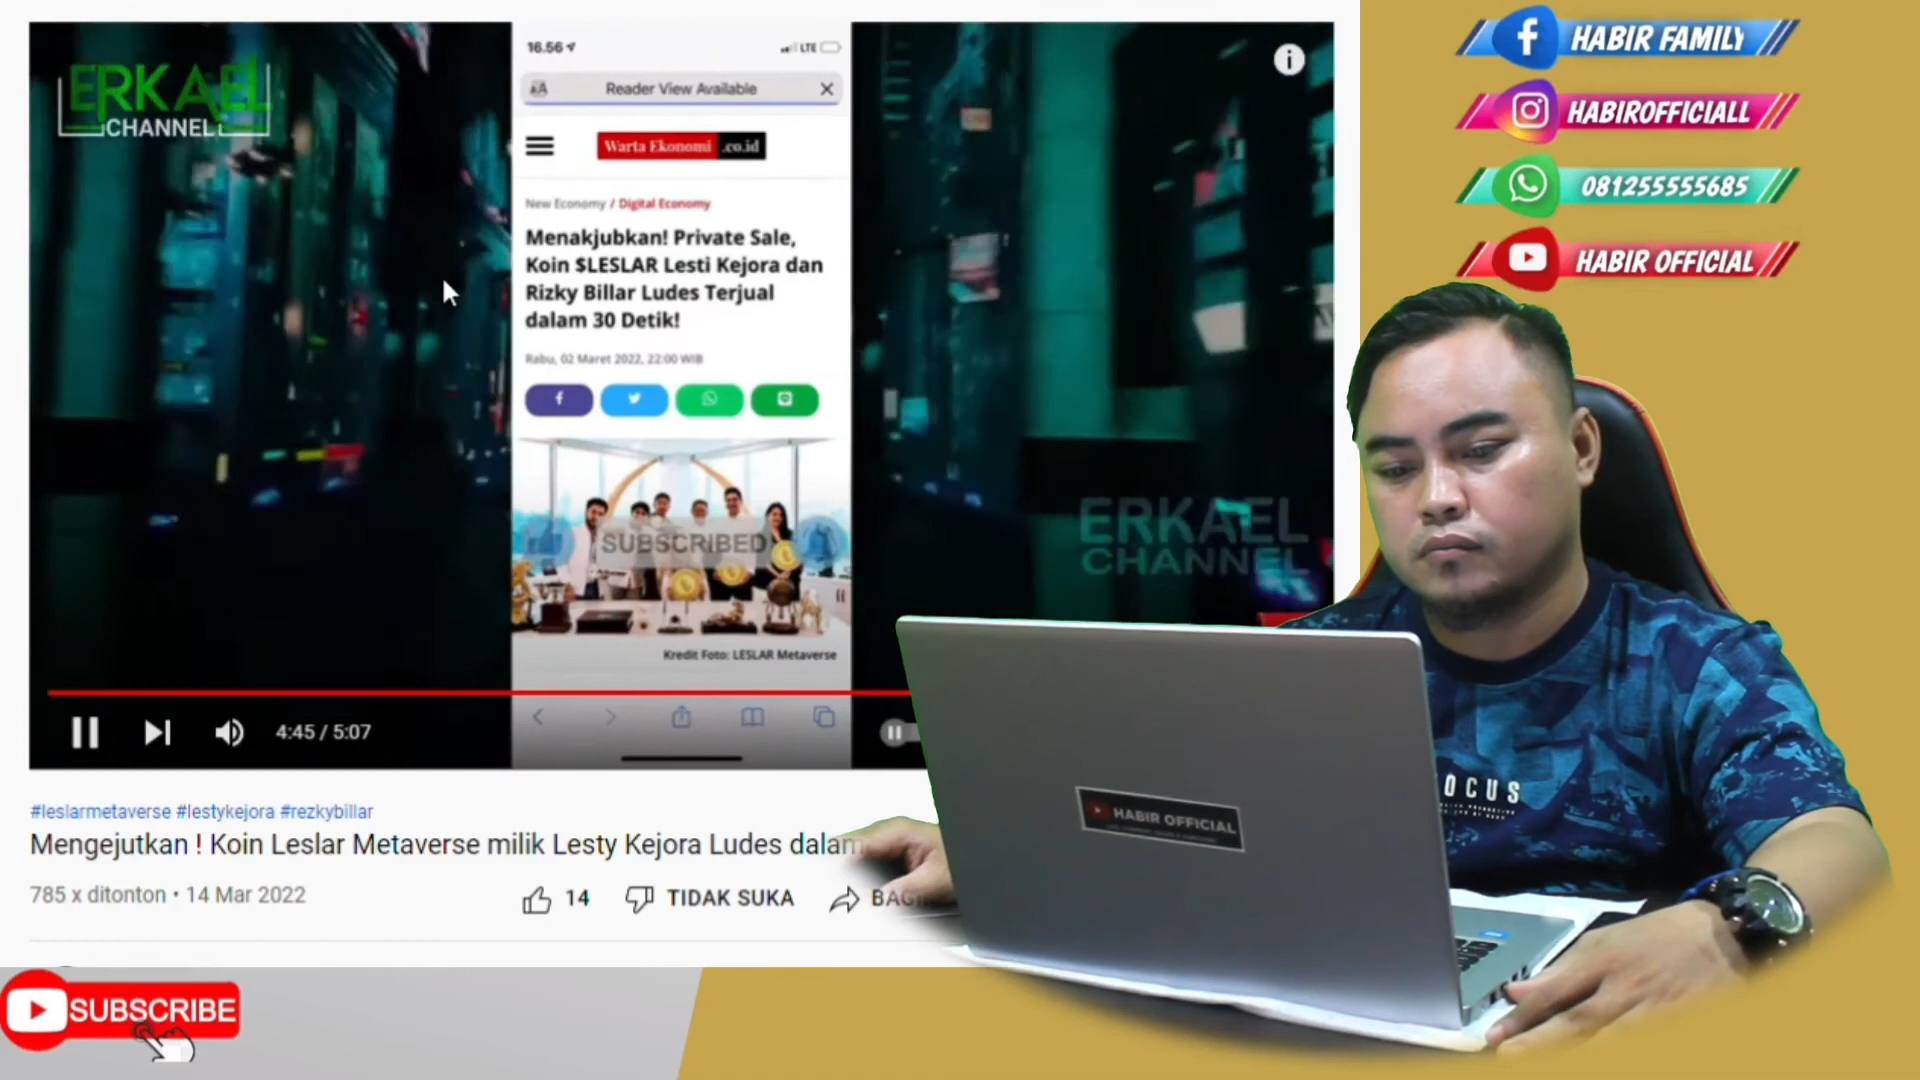 ERKAEL
CHANNEL
16.56
LTE
AA
Reader View Available
Warta Ekonomi .co.id
New Economy / Digital Economy
Menakjubkan! Private Sale,
Koin $LESLAR Lesti Kejora dan
Rizky Billar Ludes Terjual
dalam 30 Detik!
Rabu, 02 Maret 2022, 22:00 WIB
SUBSCRIBED
Kredit Foto: LESLAR Metaverse
ERKAEL
CHANNEL
4:45 / 5:07
#leslarmetaverse #lestykejora #rezkybillar
Mengejutkan ! Koin Leslar Metaverse milik Lesty Kejora Ludes dalam
785 x ditonton • 14 Mar 2022
14
TIDAK SUKA
SUBSCRIBE
HABIR FAMILY
HABIROFFICIALL
081255555685
HABIR OFFICIAL
OCUS
HABIR OFFICIAL